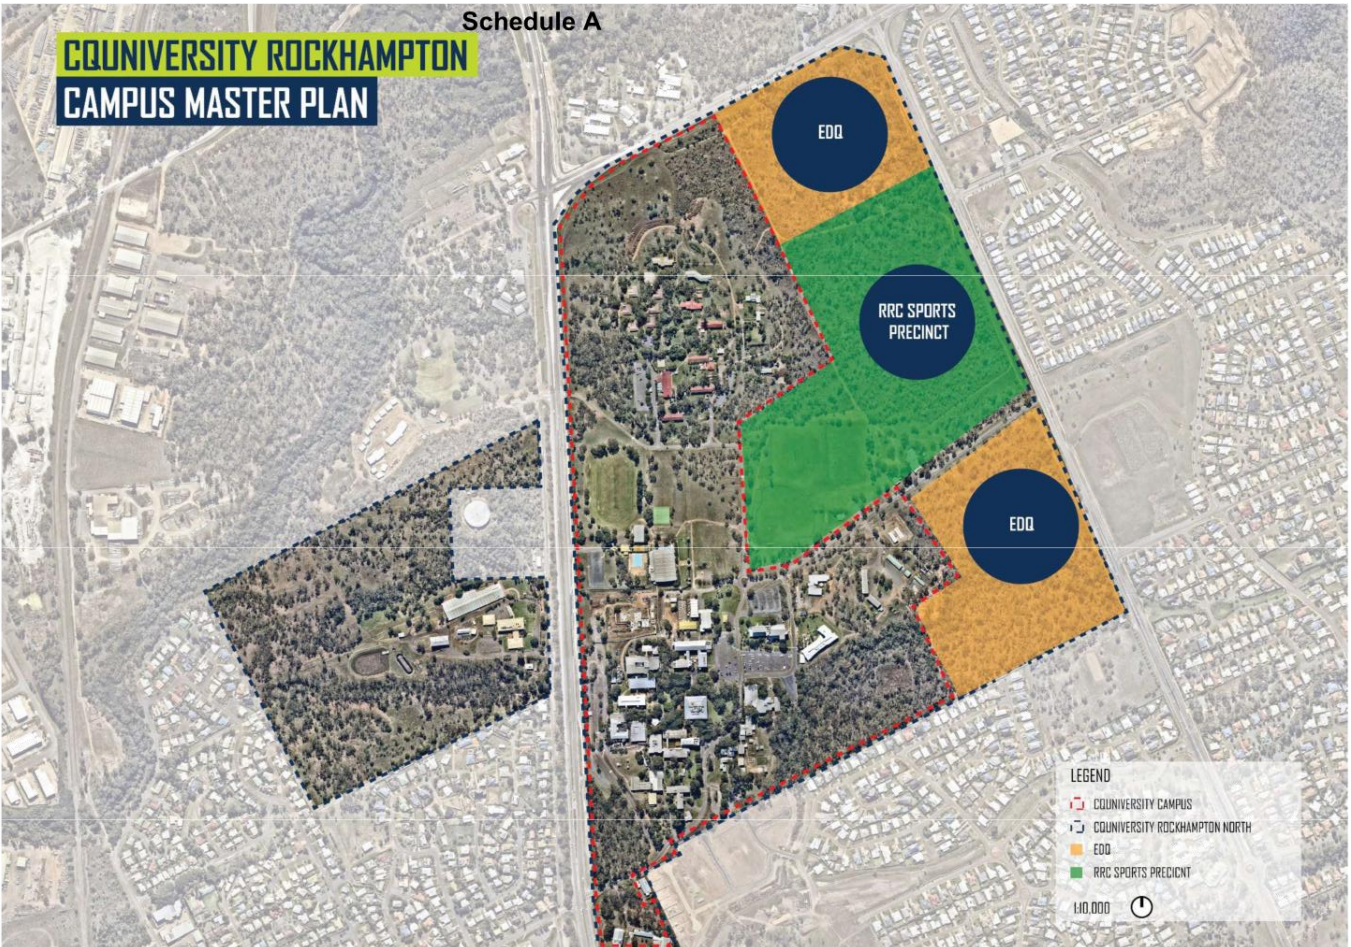 Schedule A
CQUNIVERSITY ROCKHAMPTON
CAMPUS MASTER PLAN
EDQ
RRC SPORTS
PRECINCT
EDQ
LEGEND
CQUNIVERSITY CAMPUS
CQUNIVERSITY ROCKHAMPTON NORTH
EDQ
RRC SPORTS PRECICNT
1:10,000